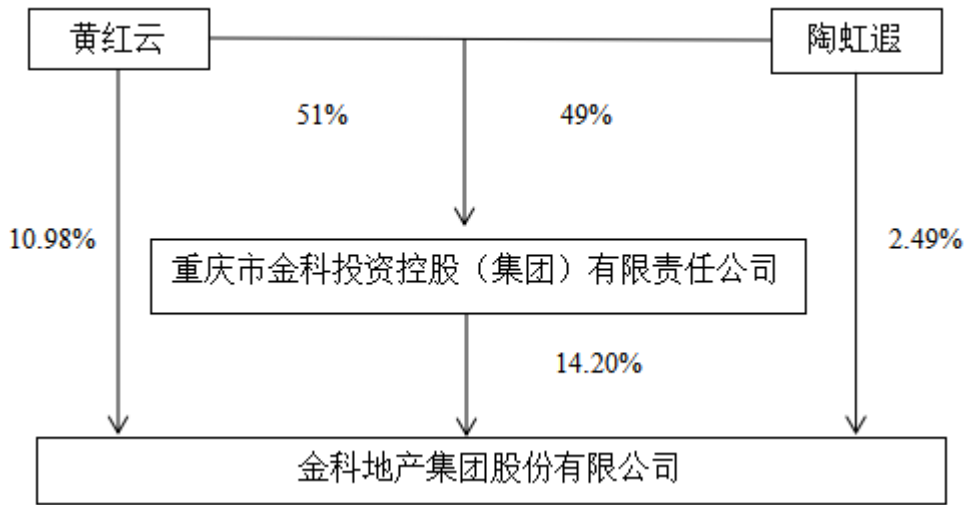 黄红云
陶虹遐
51%
49%
10.98%
2.49%
重庆市金科投资控股（集团）有限责任公司
14.20%
金科地产集团股份有限公司